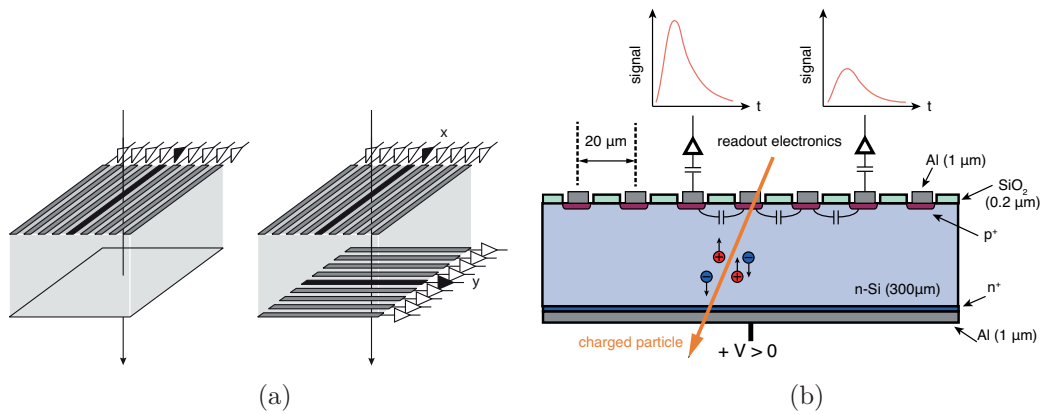 x
y
(a)
signal
t
signal
t
20 μm
readout electronics
Al (1 μm)
SiO₂
(0.2 μm)
p⁺
+
−
−
+
n-Si (300μm)
n⁺
charged particle
+ V > 0
Al (1 μm)
(b)